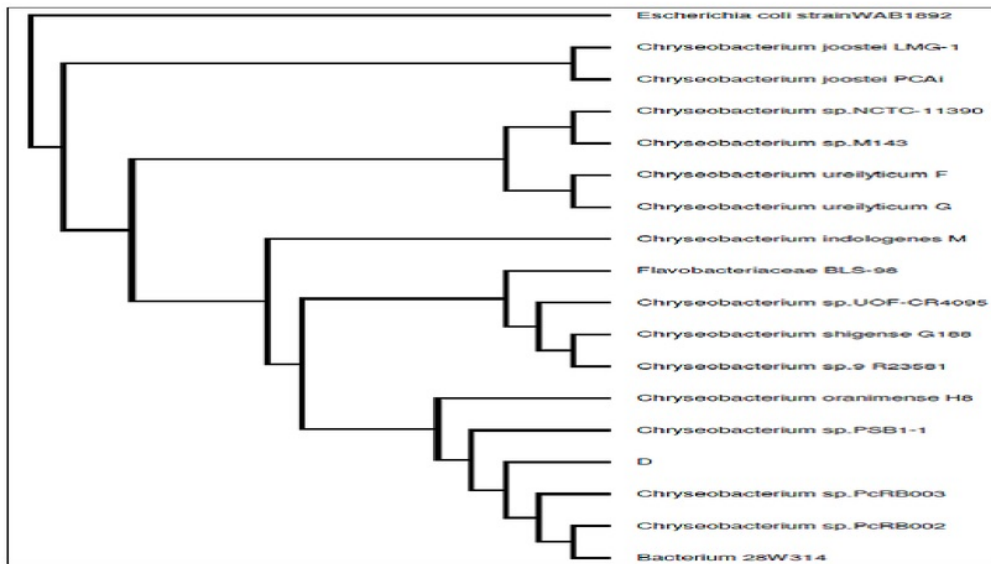 Escherichia coli strainWAB1892
Chryseobacterium joostei LMG-1
Chryseobacterium joostei PCAi
Chryseobacterium sp.NCTC-11390
Chryseobacterium sp.M143
Chryseobacterium ureilyticum F
Chryseobacterium ureilyticum G
Chryseobacterium indologenes M
Flavobacteriaceae BLS-98
Chryseobacterium sp.UOF-CR4095
Chryseobacterium shigense G188
Chryseobacterium sp.9 R23581
Chryseobacterium oranimense H8
Chryseobacterium sp.PSB1-1
D
Chryseobacterium sp.PcRB003
Chryseobacterium sp.PcRB002
Bacterium 28W314